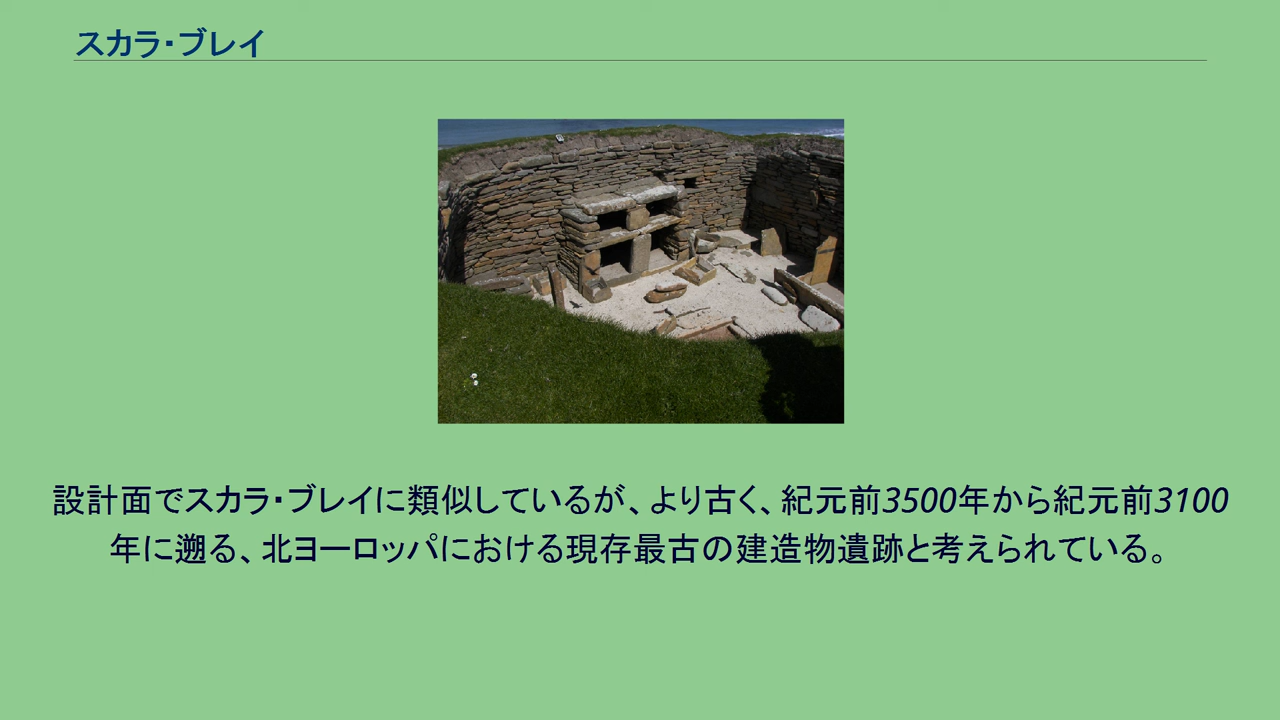 スカラ・ブレイ
設計面でスカラ・ブレイに類似しているが、より古く、紀元前3500年から紀元前3100
年に遡る、北ヨーロッパにおける現存最古の建造物遺跡と考えられている。